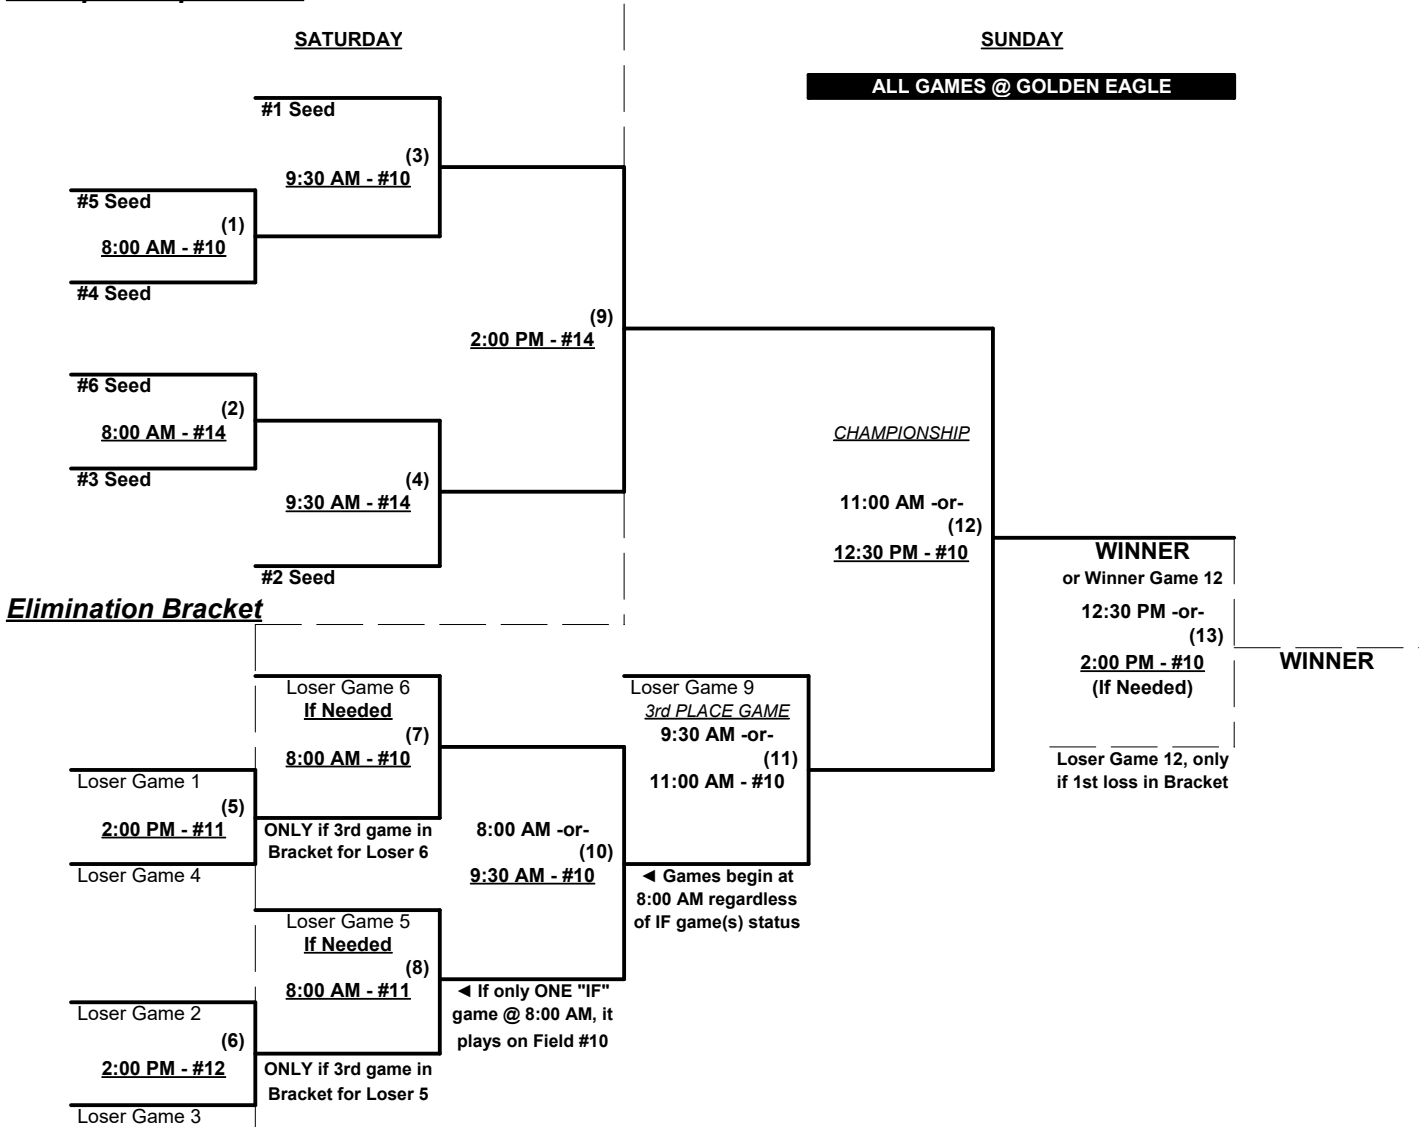 SATURDAY
SUNDAY
ALL GAMES @ GOLDEN EAGLE
#1 Seed
(3)
9:30 AM - #10
#5 Seed
(1)
8:00 AM - #10
#4 Seed
(9)
2:00 PM - #14
#6 Seed
(2)
8:00 AM - #14
#3 Seed
(4)
9:30 AM - #14
#2 Seed
CHAMPIONSHIP
11:00 AM -or-
(12)
12:30 PM - #10
WINNER
or Winner Game 12
12:30 PM -or-
(13)
2:00 PM - #10
(If Needed)
WINNER
Loser Game 12, only
if 1st loss in Bracket
Elimination Bracket
Loser Game 6
If Needed
(7)
8:00 AM - #10
Loser Game 1
(5)
2:00 PM - #11
Loser Game 4
ONLY if 3rd game in
Bracket for Loser 6
Loser Game 9
3rd PLACE GAME
9:30 AM -or-
(11)
11:00 AM - #10
8:00 AM -or-
(10)
9:30 AM - #10
◄ Games begin at
8:00 AM regardless
of IF game(s) status
Loser Game 5
If Needed
(8)
8:00 AM - #11
◄ If only ONE "IF"
game @ 8:00 AM, it
plays on Field #10
Loser Game 2
(6)
2:00 PM - #12
Loser Game 3
ONLY if 3rd game in
Bracket for Loser 5